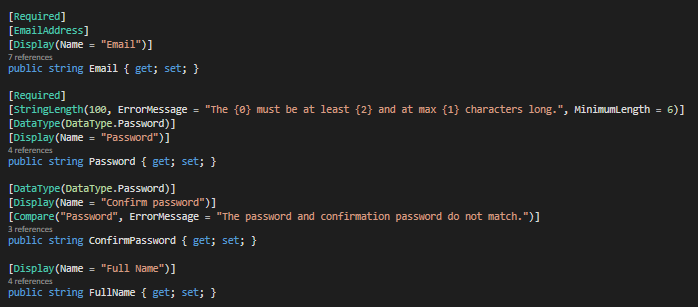 [Required]
[EmailAddress]
[Display(Name = "Email")]
7 references
public string Email { get; set; }
[Required]
[StringLength(100, ErrorMessage = "The {0} must be at least {2} and at max {1} characters long.", MinimumLength = 6)]
[DataType(DataType.Password)]
[Display(Name = "Password")]
4 references
public string Password { get; set; }
[DataType(DataType.Password)]
[Display(Name = "Confirm password")]
[Compare("Password", ErrorMessage = "The password and confirmation password do not match.")]
3 references
public string ConfirmPassword { get; set; }
[Display(Name = "Full Name")]
4 references
public string FullName { get; set; }